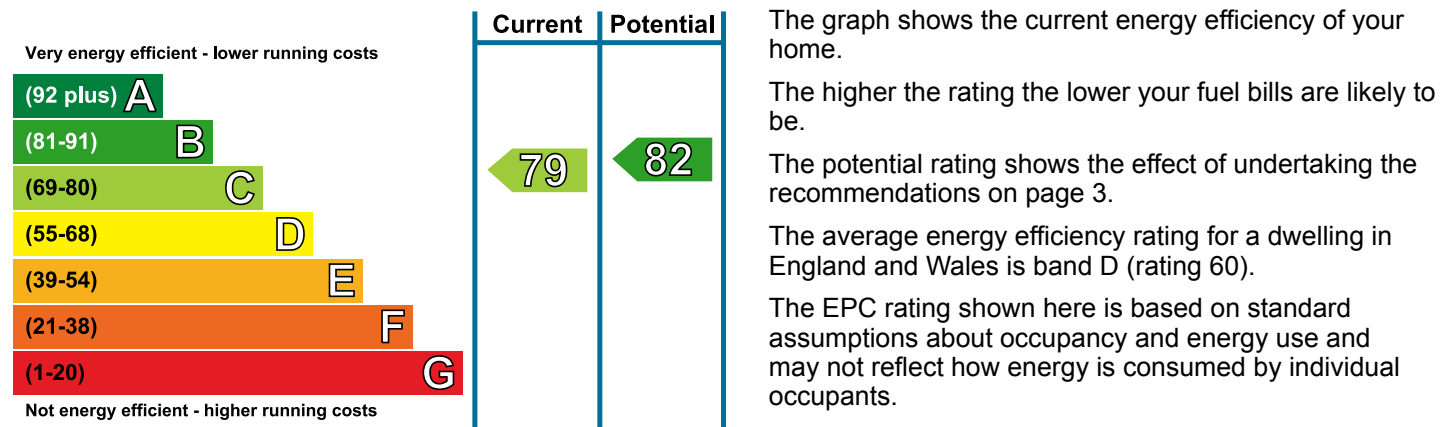 Current Potential
Very energy efficient - lower running costs
(92 plus) A
(81-91) B
(69-80) C
(55-68) D
(39-54) E
(21-38) F
(1-20) G
Not energy efficient - higher running costs
79
82
The graph shows the current energy efficiency of your
home.
The higher the rating the lower your fuel bills are likely to
be.
The potential rating shows the effect of undertaking the
recommendations on page 3.
The average energy efficiency rating for a dwelling in
England and Wales is band D (rating 60).
The EPC rating shown here is based on standard
assumptions about occupancy and energy use and
may not reflect how energy is consumed by individual
occupants.